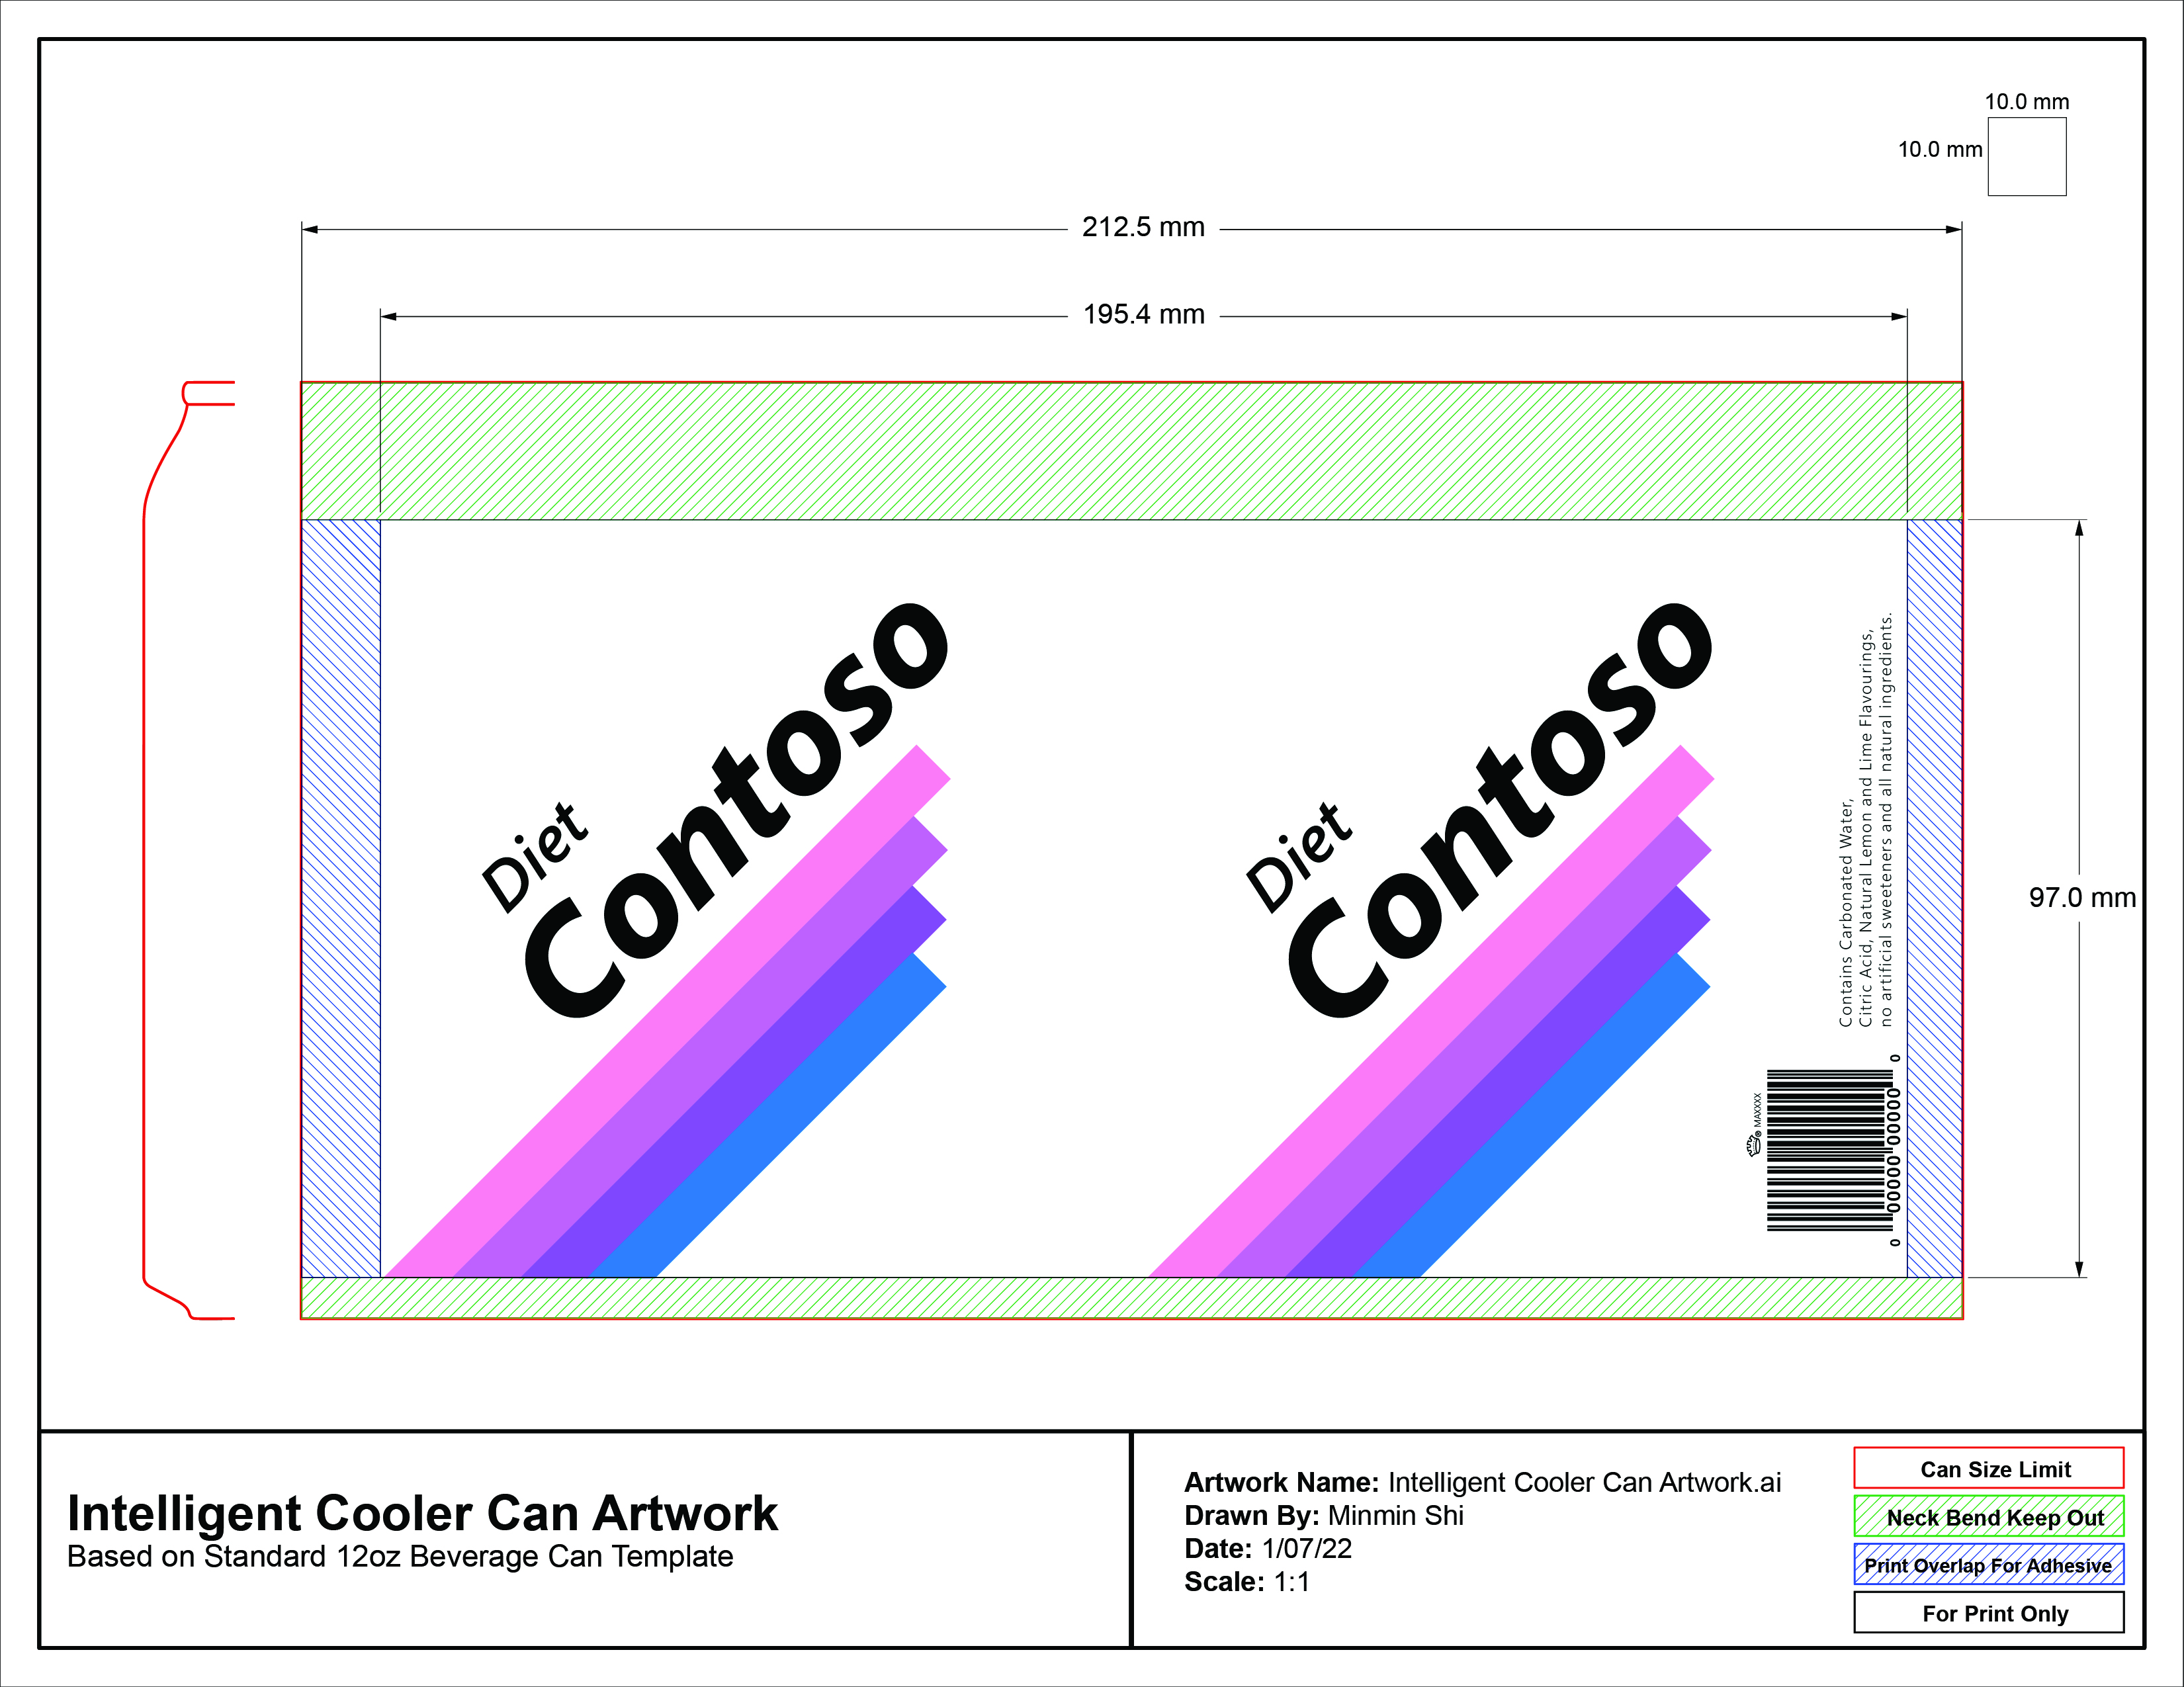 10.0 mm
10.0 mm
212.5 mm
195.4 mm
Diet
Contoso
Diet
Contoso
Contains Carbonated Water,
Citric Acid, Natural Lemon and Lime Flavourings,
no artificial sweeteners and all natural ingredients.
97.0 mm
® MAXXXX
0 00000 00000 0
Intelligent Cooler Can Artwork
Based on Standard 12oz Beverage Can Template
Artwork Name: Intelligent Cooler Can Artwork.ai
Drawn By: Minmin Shi
Date: 1/07/22
Scale: 1:1
Can Size Limit
Neck Bend Keep Out
Print Overlap For Adhesive
For Print Only